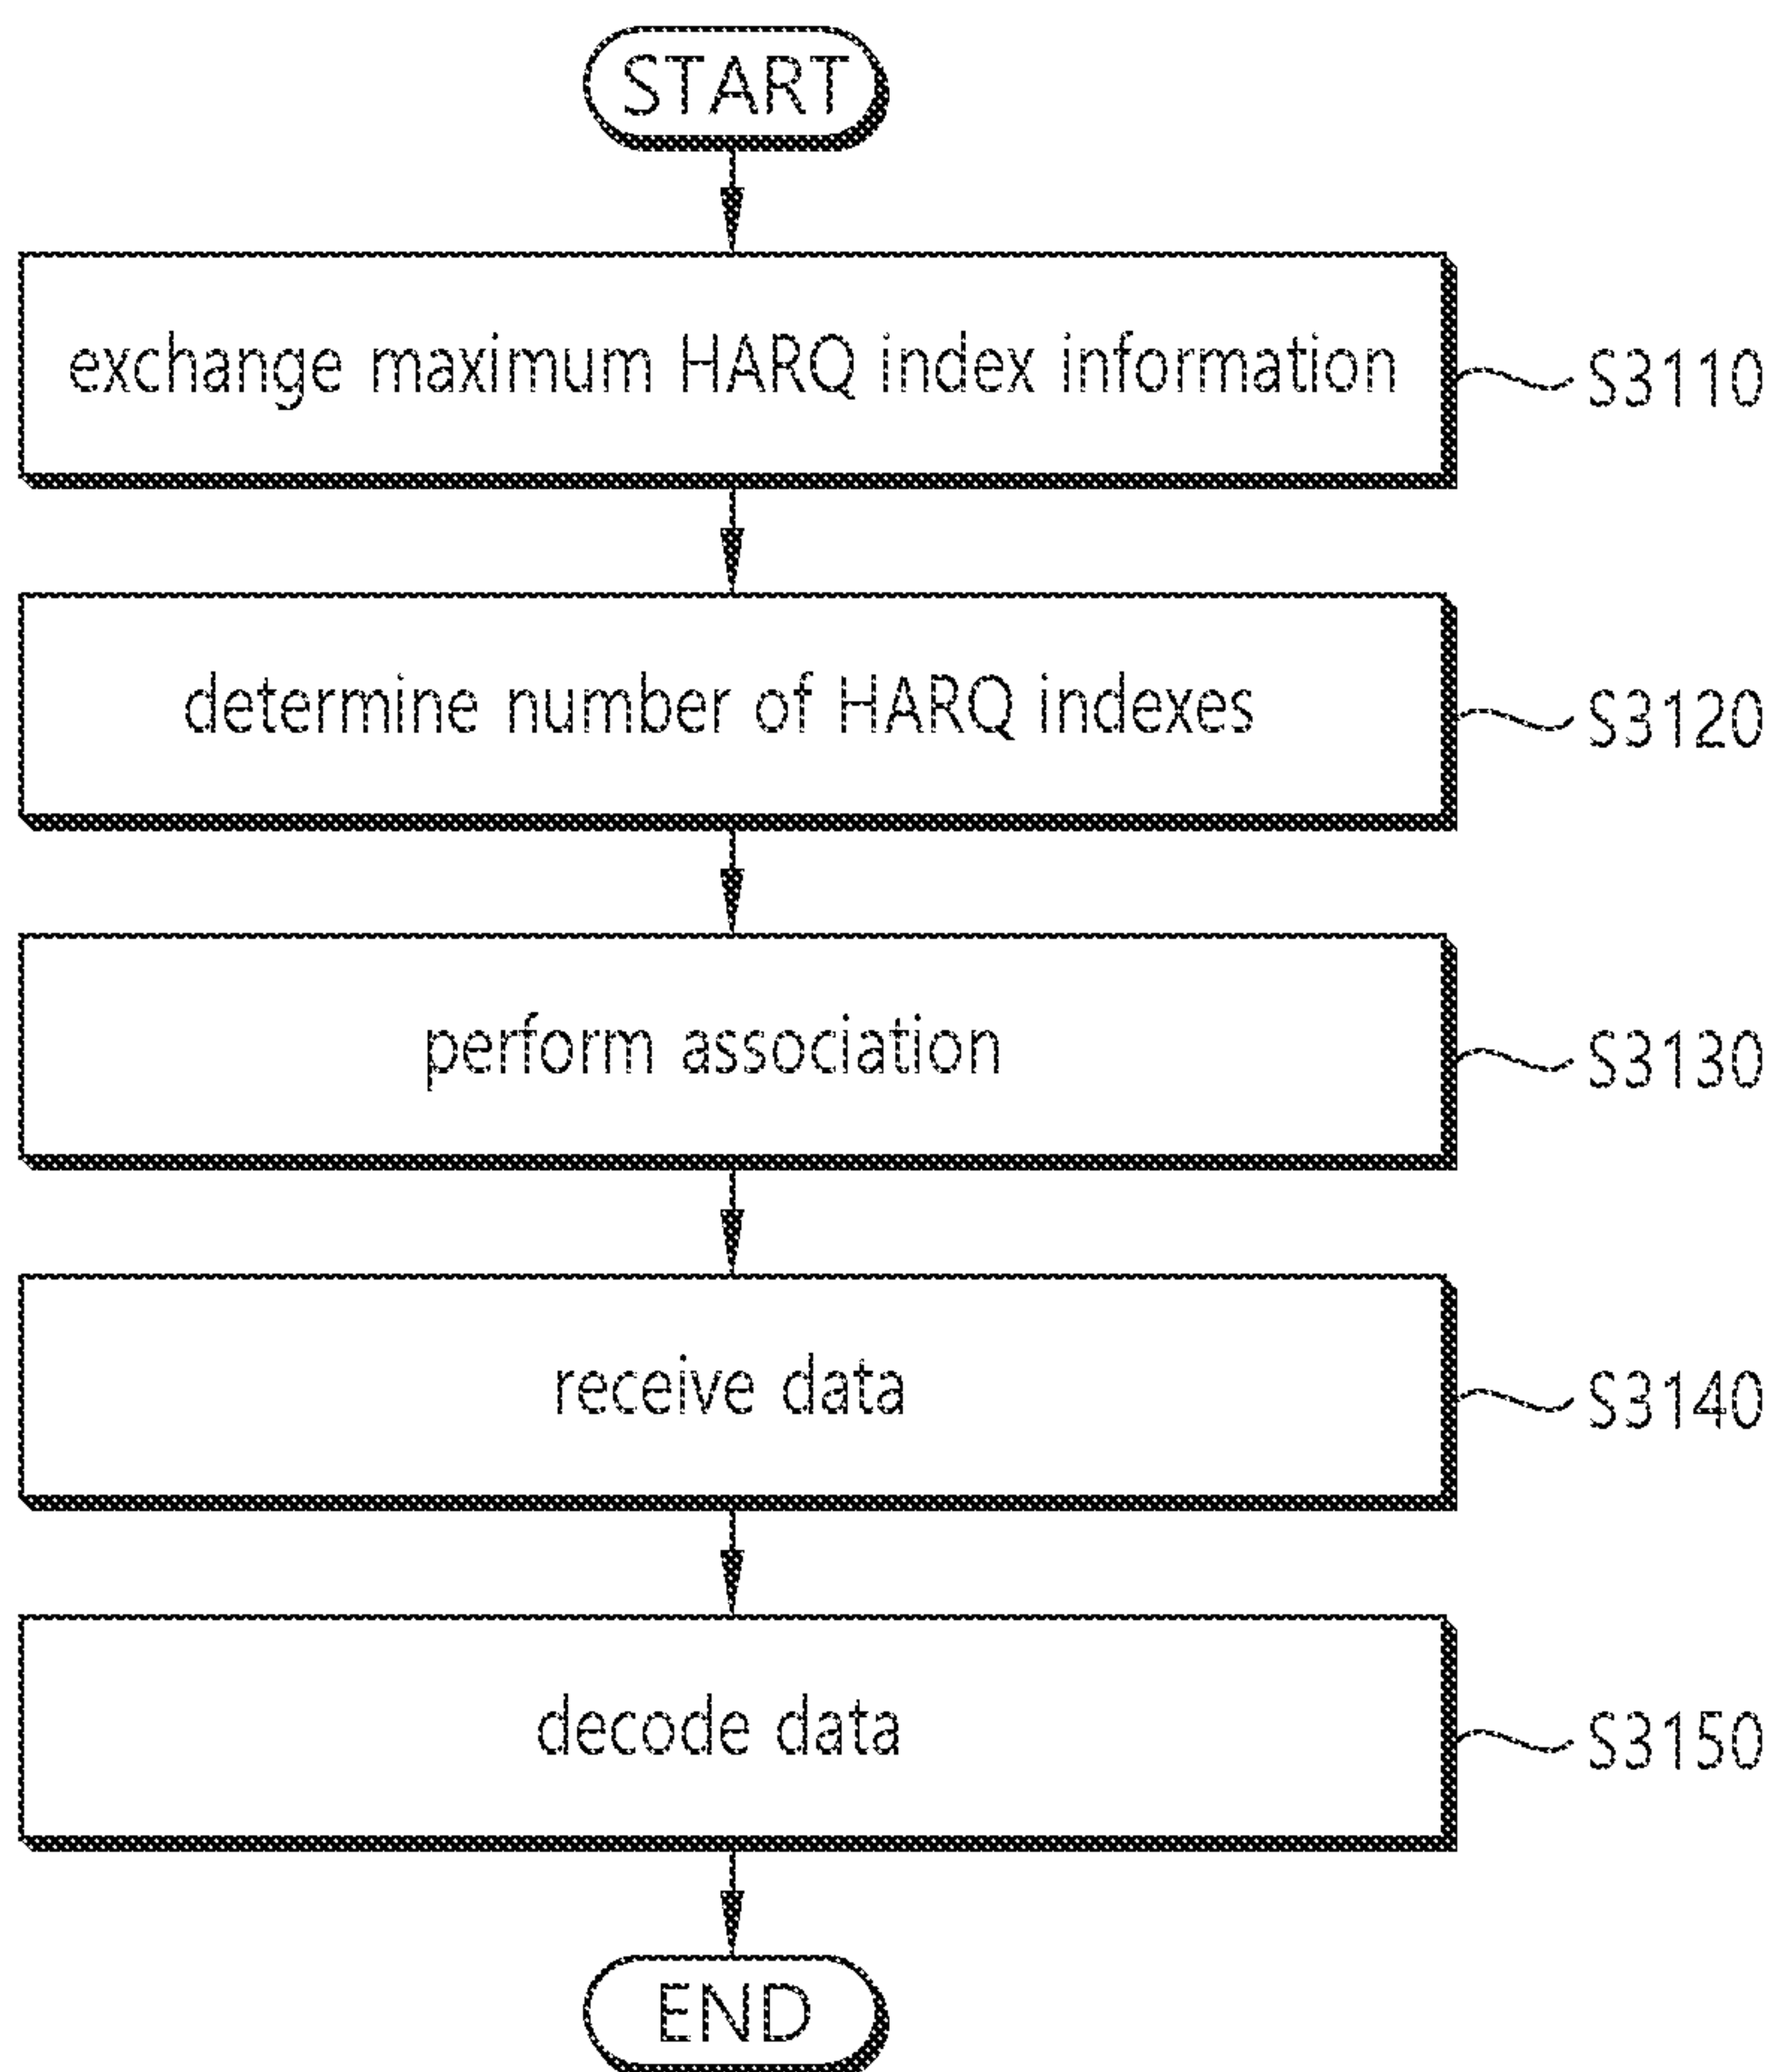 START
exchange maximum HARQ index information
S3110
determine number of HARQ indexes
S3120
perform association
S3130
receive data
S3140
decode data
S3150
END